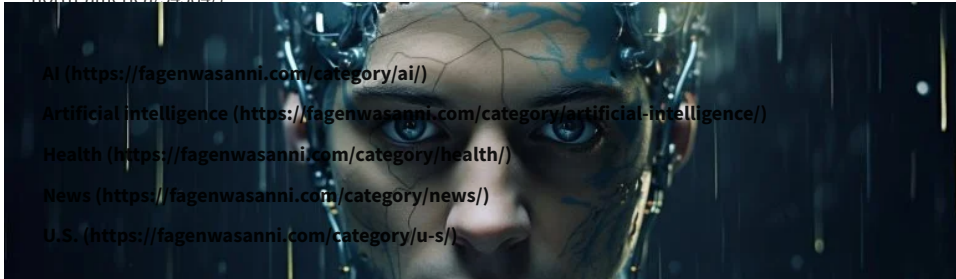 AI (https://fagenwasanni.com/category/ai/)
Artificial intelligence (https://fagenwasanni.com/category/artificial-intelligence/)
Health (https://fagenwasanni.com/category/health/)
News (https://fagenwasanni.com/category/news/)
U.S. (https://fagenwasanni.com/category/u-s/)